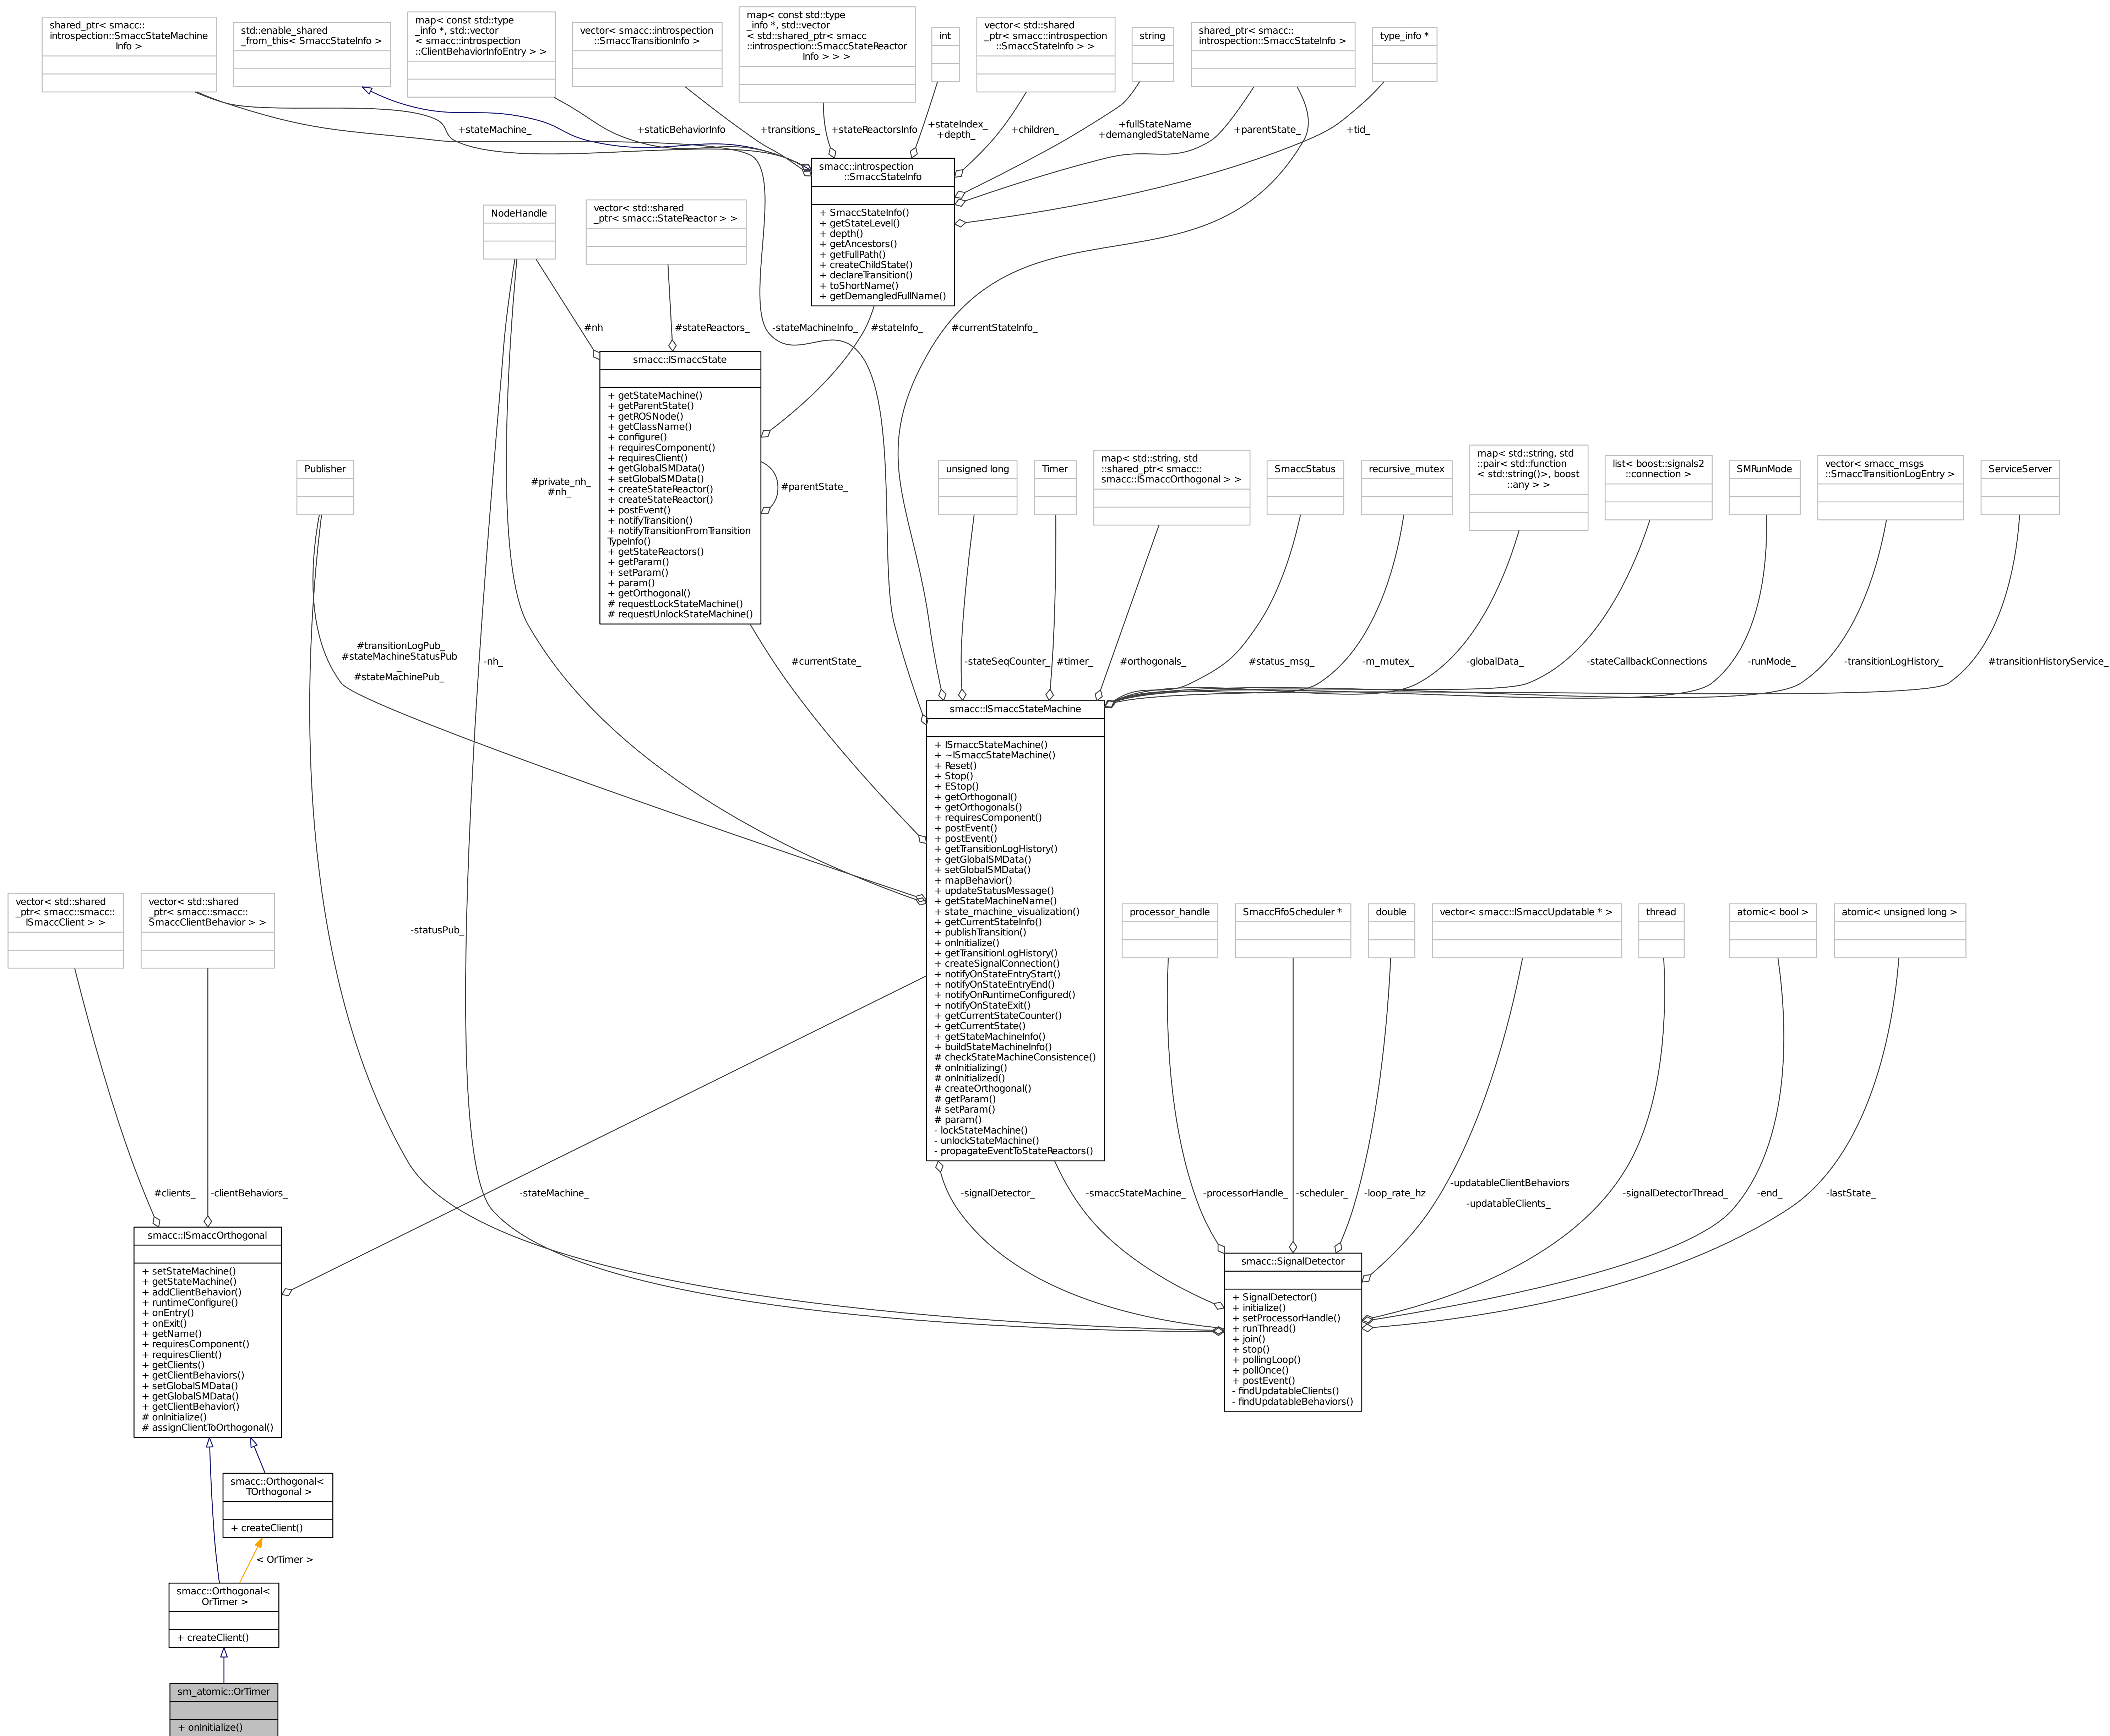 shared_ptr< smacc::
introspection::SmaccStateMachine
Info >
std::enable_shared
_from_this< SmaccStateInfo >
map< const std::type
_info *, std::vector
< smacc::introspection
::ClientBehaviorInfoEntry > >
vector< smacc::introspection
::SmaccTransitionInfo >
map< const std::type
_info *, std::vector
< std::shared_ptr< smacc
::introspection::SmaccStateReactor
Info > > >
int
vector< std::shared
_ptr< smacc::introspection
::SmaccStateInfo > >
string
shared_ptr< smacc::
introspection::SmaccStateInfo >
type_info *
+stateMachine_
+staticBehaviorInfo
+transitions_
+stateReactorsInfo
+stateIndex_
+depth_
+children_
+fullStateName
+demangledStateName
+parentState_
+tid_
smacc::introspection
::SmaccStateInfo
+ SmaccStateInfo()
+ getStateLevel()
+ depth()
+ getAncestors()
+ getFullPath()
+ createChildState()
+ declareTransition()
+ toShortName()
+ getDemangledFullName()
NodeHandle
vector< std::shared
_ptr< smacc::StateReactor > >
#nh
#stateReactors_
-stateMachineInfo_
#stateInfo_
#currentStateInfo_
smacc::ISmaccState
+ getStateMachine()
+ getParentState()
+ getROSNode()
+ getClassName()
+ configure()
+ requiresComponent()
+ requiresClient()
+ getGlobalSMData()
+ setGlobalSMData()
+ createStateReactor()
+ createStateReactor()
+ postEvent()
+ notifyTransition()
+ notifyTransitionFromTransition
TypeInfo()
+ getStateReactors()
+ getParam()
+ setParam()
+ param()
+ getOrthogonal()
# requestLockStateMachine()
# requestUnlockStateMachine()
#parentState_
Publisher
#private_nh_
#nh_
unsigned long
Timer
map< std::string, std
::shared_ptr< smacc::
smacc::ISmaccOrthogonal > >
SmaccStatus
recursive_mutex
map< std::string, std
::pair< std::function
< std::string()>, boost
::any > >
list< boost::signals2
::connection >
SMRunMode
vector< smacc_msgs
::SmaccTransitionLogEntry >
ServiceServer
#transitionLogPub_
#stateMachineStatusPub
_
#stateMachinePub_
-nh_
#currentState_
-stateSeqCounter_
#timer_
#orthogonals_
#status_msg_
-m_mutex_
-globalData_
-stateCallbackConnections
-runMode_
-transitionLogHistory_
#transitionHistoryService_
smacc::ISmaccStateMachine
+ ISmaccStateMachine()
+ ~ISmaccStateMachine()
+ Reset()
+ Stop()
+ EStop()
+ getOrthogonal()
+ getOrthogonals()
+ requiresComponent()
+ postEvent()
+ postEvent()
+ getTransitionLogHistory()
+ getGlobalSMData()
+ setGlobalSMData()
+ mapBehavior()
+ updateStatusMessage()
+ getStateMachineName()
+ state_machine_visualization()
+ getCurrentStateInfo()
+ publishTransition()
+ onInitialize()
+ getTransitionLogHistory()
+ createSignalConnection()
+ notifyOnStateEntryStart()
+ notifyOnStateEntryEnd()
+ notifyOnRuntimeConfigured()
+ notifyOnStateExit()
+ getCurrentStateCounter()
+ getCurrentState()
+ getStateMachineInfo()
+ buildStateMachineInfo()
# checkStateMachineConsistence()
# onInitializing()
# onInitialized()
# createOrthogonal()
# getParam()
# setParam()
# param()
- lockStateMachine()
- unlockStateMachine()
- propagateEventToStateReactors()
vector< std::shared
_ptr< smacc::smacc::
ISmaccClient > >
vector< std::shared
_ptr< smacc::smacc::
SmaccClientBehavior > >
-statusPub_
processor_handle
SmaccFifoScheduler *
double
vector< smacc::ISmaccUpdatable * >
thread
atomic< bool >
atomic< unsigned long >
#clients_
-clientBehaviors_
-stateMachine_
-signalDetector_
-smaccStateMachine_
-processorHandle_
-scheduler_
-loop_rate_hz
-updatableClientBehaviors
_
-updatableClients_
-signalDetectorThread_
-end_
-lastState_
smacc::ISmaccOrthogonal
+ setStateMachine()
+ getStateMachine()
+ addClientBehavior()
+ runtimeConfigure()
+ onEntry()
+ onExit()
+ getName()
+ requiresComponent()
+ requiresClient()
+ getClients()
+ getClientBehaviors()
+ setGlobalSMData()
+ getGlobalSMData()
+ getClientBehavior()
# onInitialize()
# assignClientToOrthogonal()
smacc::SignalDetector
+ SignalDetector()
+ initialize()
+ setProcessorHandle()
+ runThread()
+ join()
+ stop()
+ pollingLoop()
+ pollOnce()
+ postEvent()
- findUpdatableClients()
- findUpdatableBehaviors()
smacc::Orthogonal<
TOrthogonal >
+ createClient()
< OrTimer >
smacc::Orthogonal<
OrTimer >
+ createClient()
sm_atomic::OrTimer
+ onInitialize()